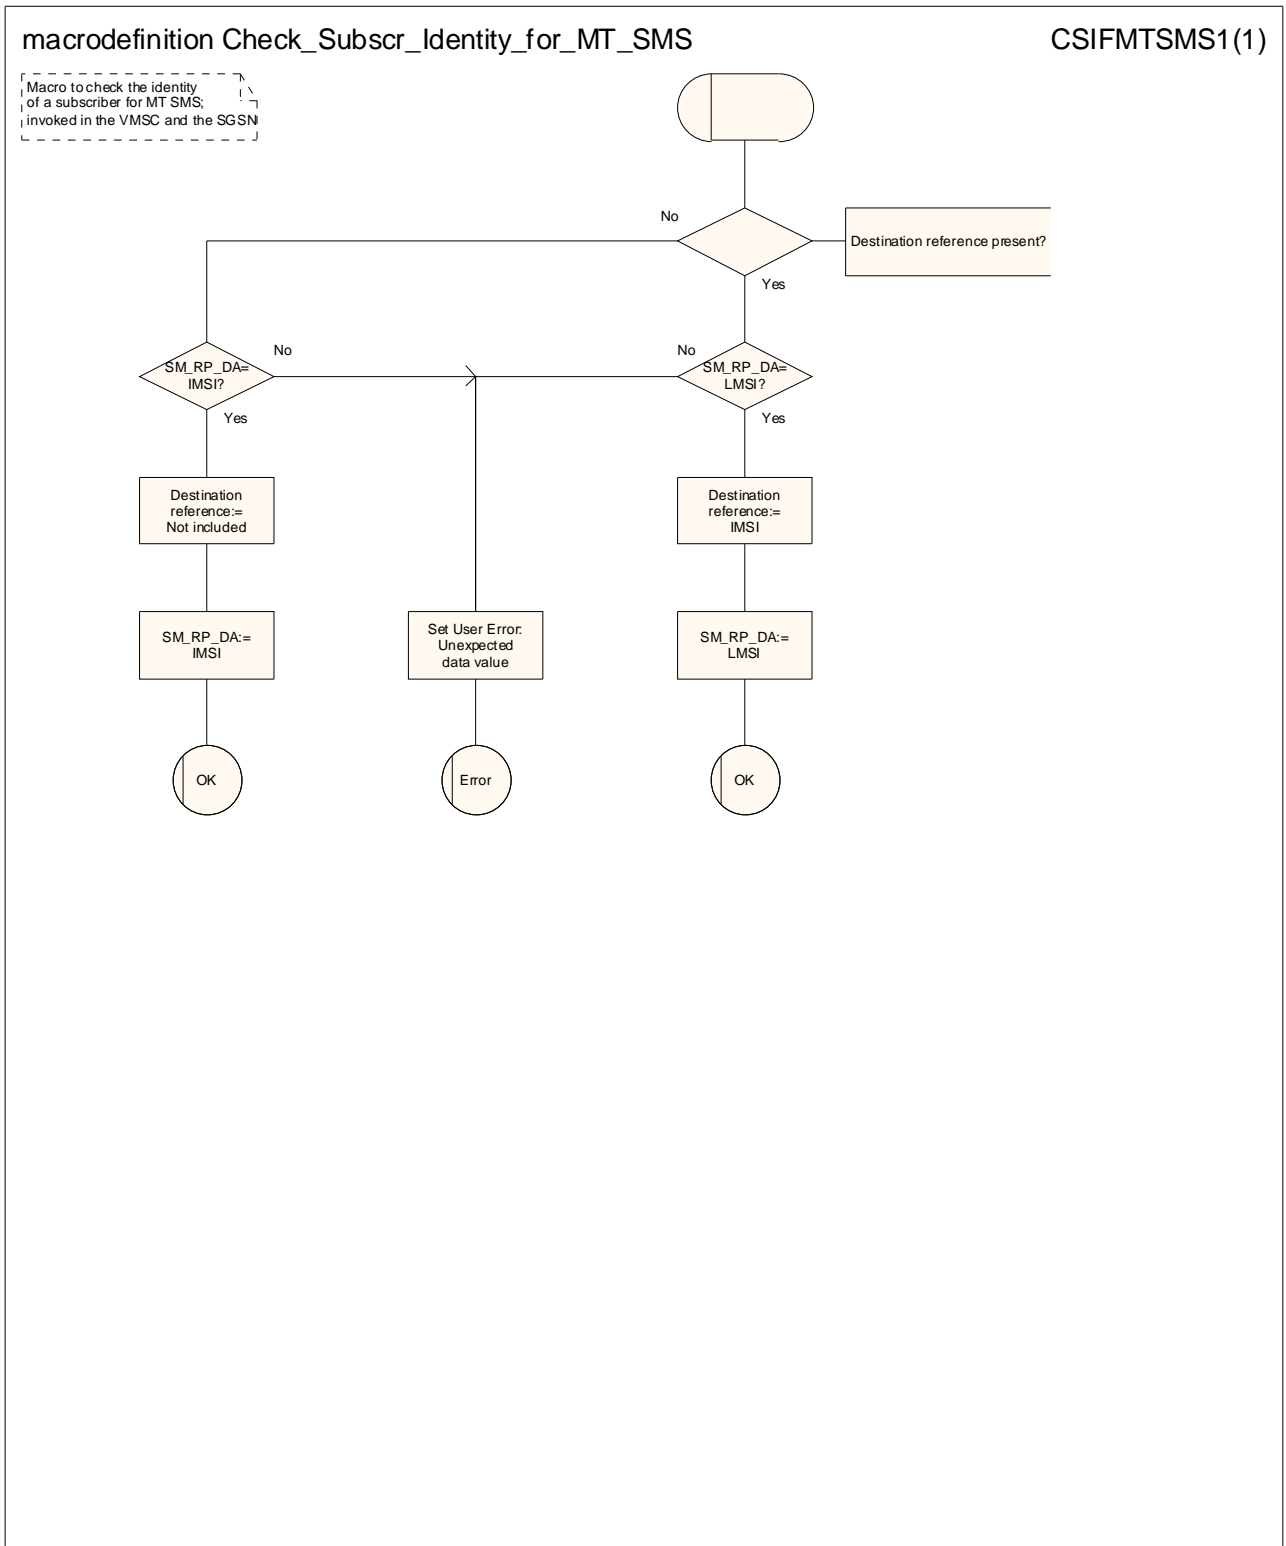 macrodefinition Check_Subscr_Identity_for_MT_SMS
CSIFMTSMS1(1)
Macro to check the identity
of a subscriber for MT SMS;
invoked in the VMSC and the SGSN
No
Destination reference present?
Yes
SM_RP_DA=
IMSI?
No
Yes
No
SM_RP_DA=
LMSI?
Yes
Destination
reference:=
Not included
Destination
reference:=
IMSI
SM_RP_DA:=
IMSI
Set User Error:
Unexpected
data value
SM_RP_DA:=
LMSI
OK
Error
OK